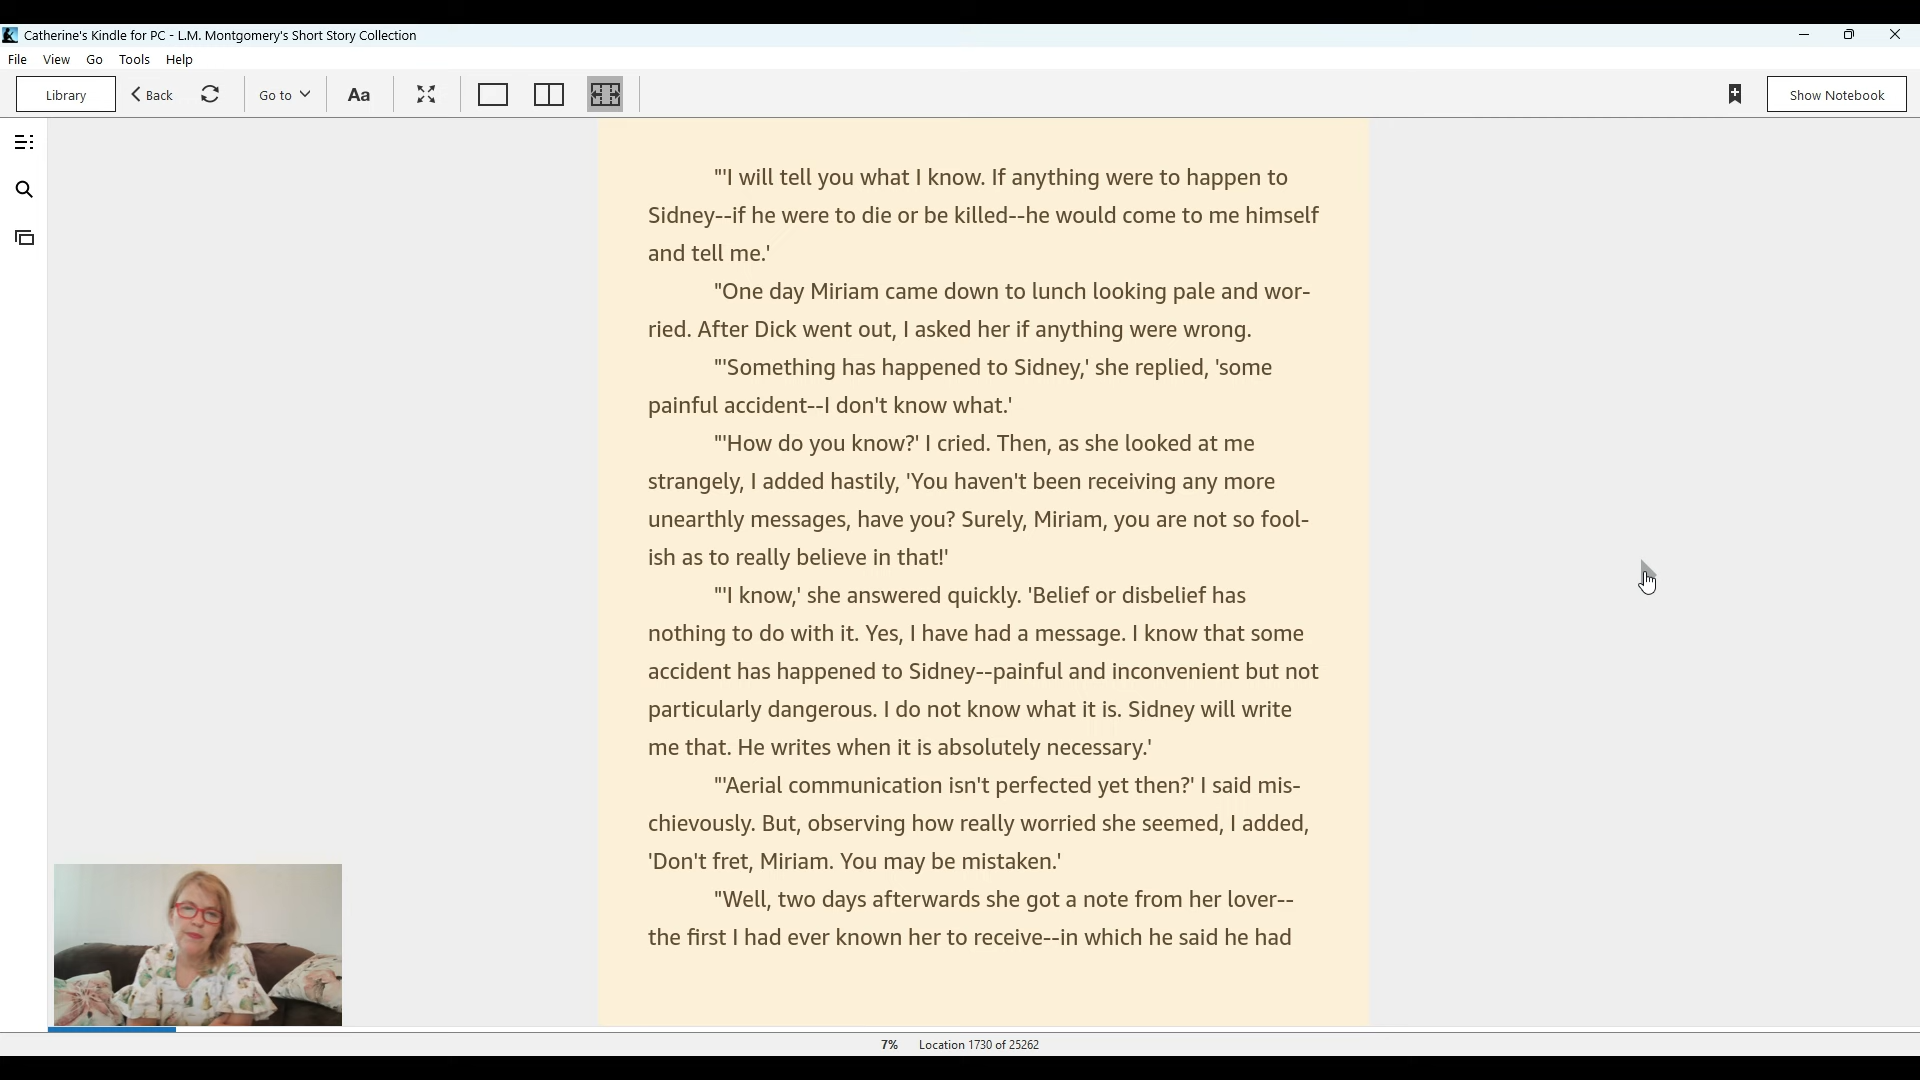 Catherine's Kindle for PC - L.M. Montgomery's Short Story Collection
File View Go Tools Help
Library Back Go to Aa Show Notebook
"'I will tell you what I know. If anything were to happen to
Sidney--if he were to die or be killed--he would come to me himself
and tell me.'
"One day Miriam came down to lunch looking pale and wor-
ried. After Dick went out, I asked her if anything were wrong.
"'Something has happened to Sidney,' she replied, 'some
painful accident--I don't know what.'
"'How do you know?' I cried. Then, as she looked at me
strangely, I added hastily, 'You haven't been receiving any more
unearthly messages, have you? Surely, Miriam, you are not so fool-
ish as to really believe in that!'
"'I know,' she answered quickly. 'Belief or disbelief has
nothing to do with it. Yes, I have had a message. I know that some
accident has happened to Sidney--painful and inconvenient but not
particularly dangerous. I do not know what it is. Sidney will write
me that. He writes when it is absolutely necessary.'
"'Aerial communication isn't perfected yet then?' I said mis-
chievously. But, observing how really worried she seemed, I added,
'Don't fret, Miriam. You may be mistaken.'
"Well, two days afterwards she got a note from her lover--
the first I had ever known her to receive--in which he said he had
7% Location 1730 of 25262